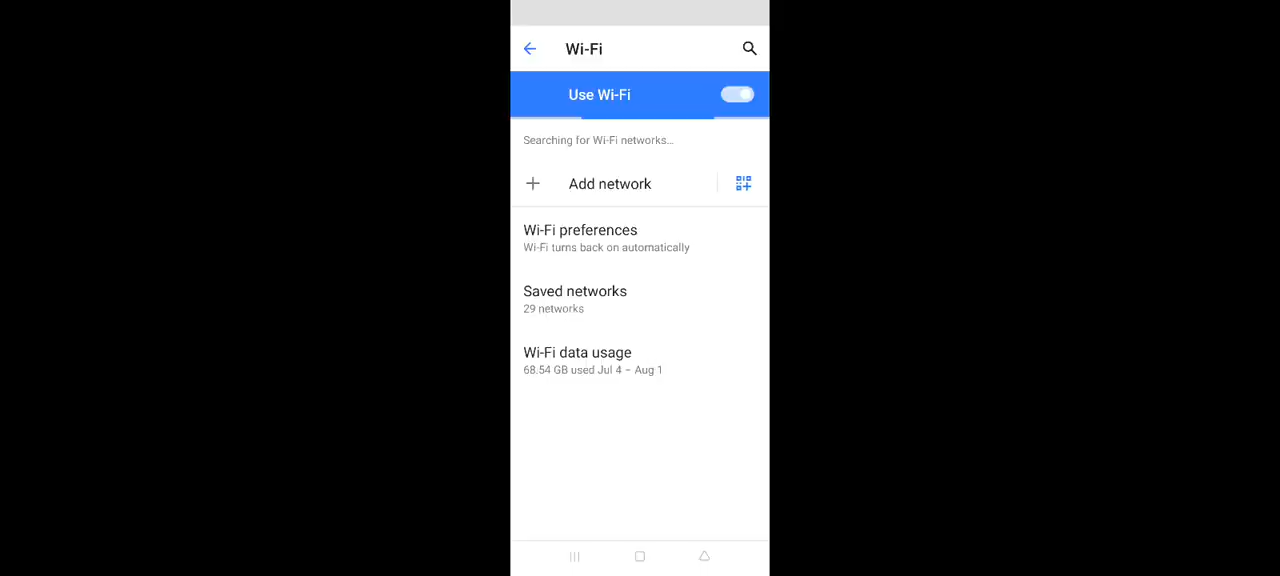 Wi-Fi
Use Wi-Fi
Searching for Wi-Fi networks…
Add network
Wi-Fi preferences
Wi-Fi turns back on automatically
Saved networks
29 networks
Wi-Fi data usage
68.54 GB used Jul 4 – Aug 1